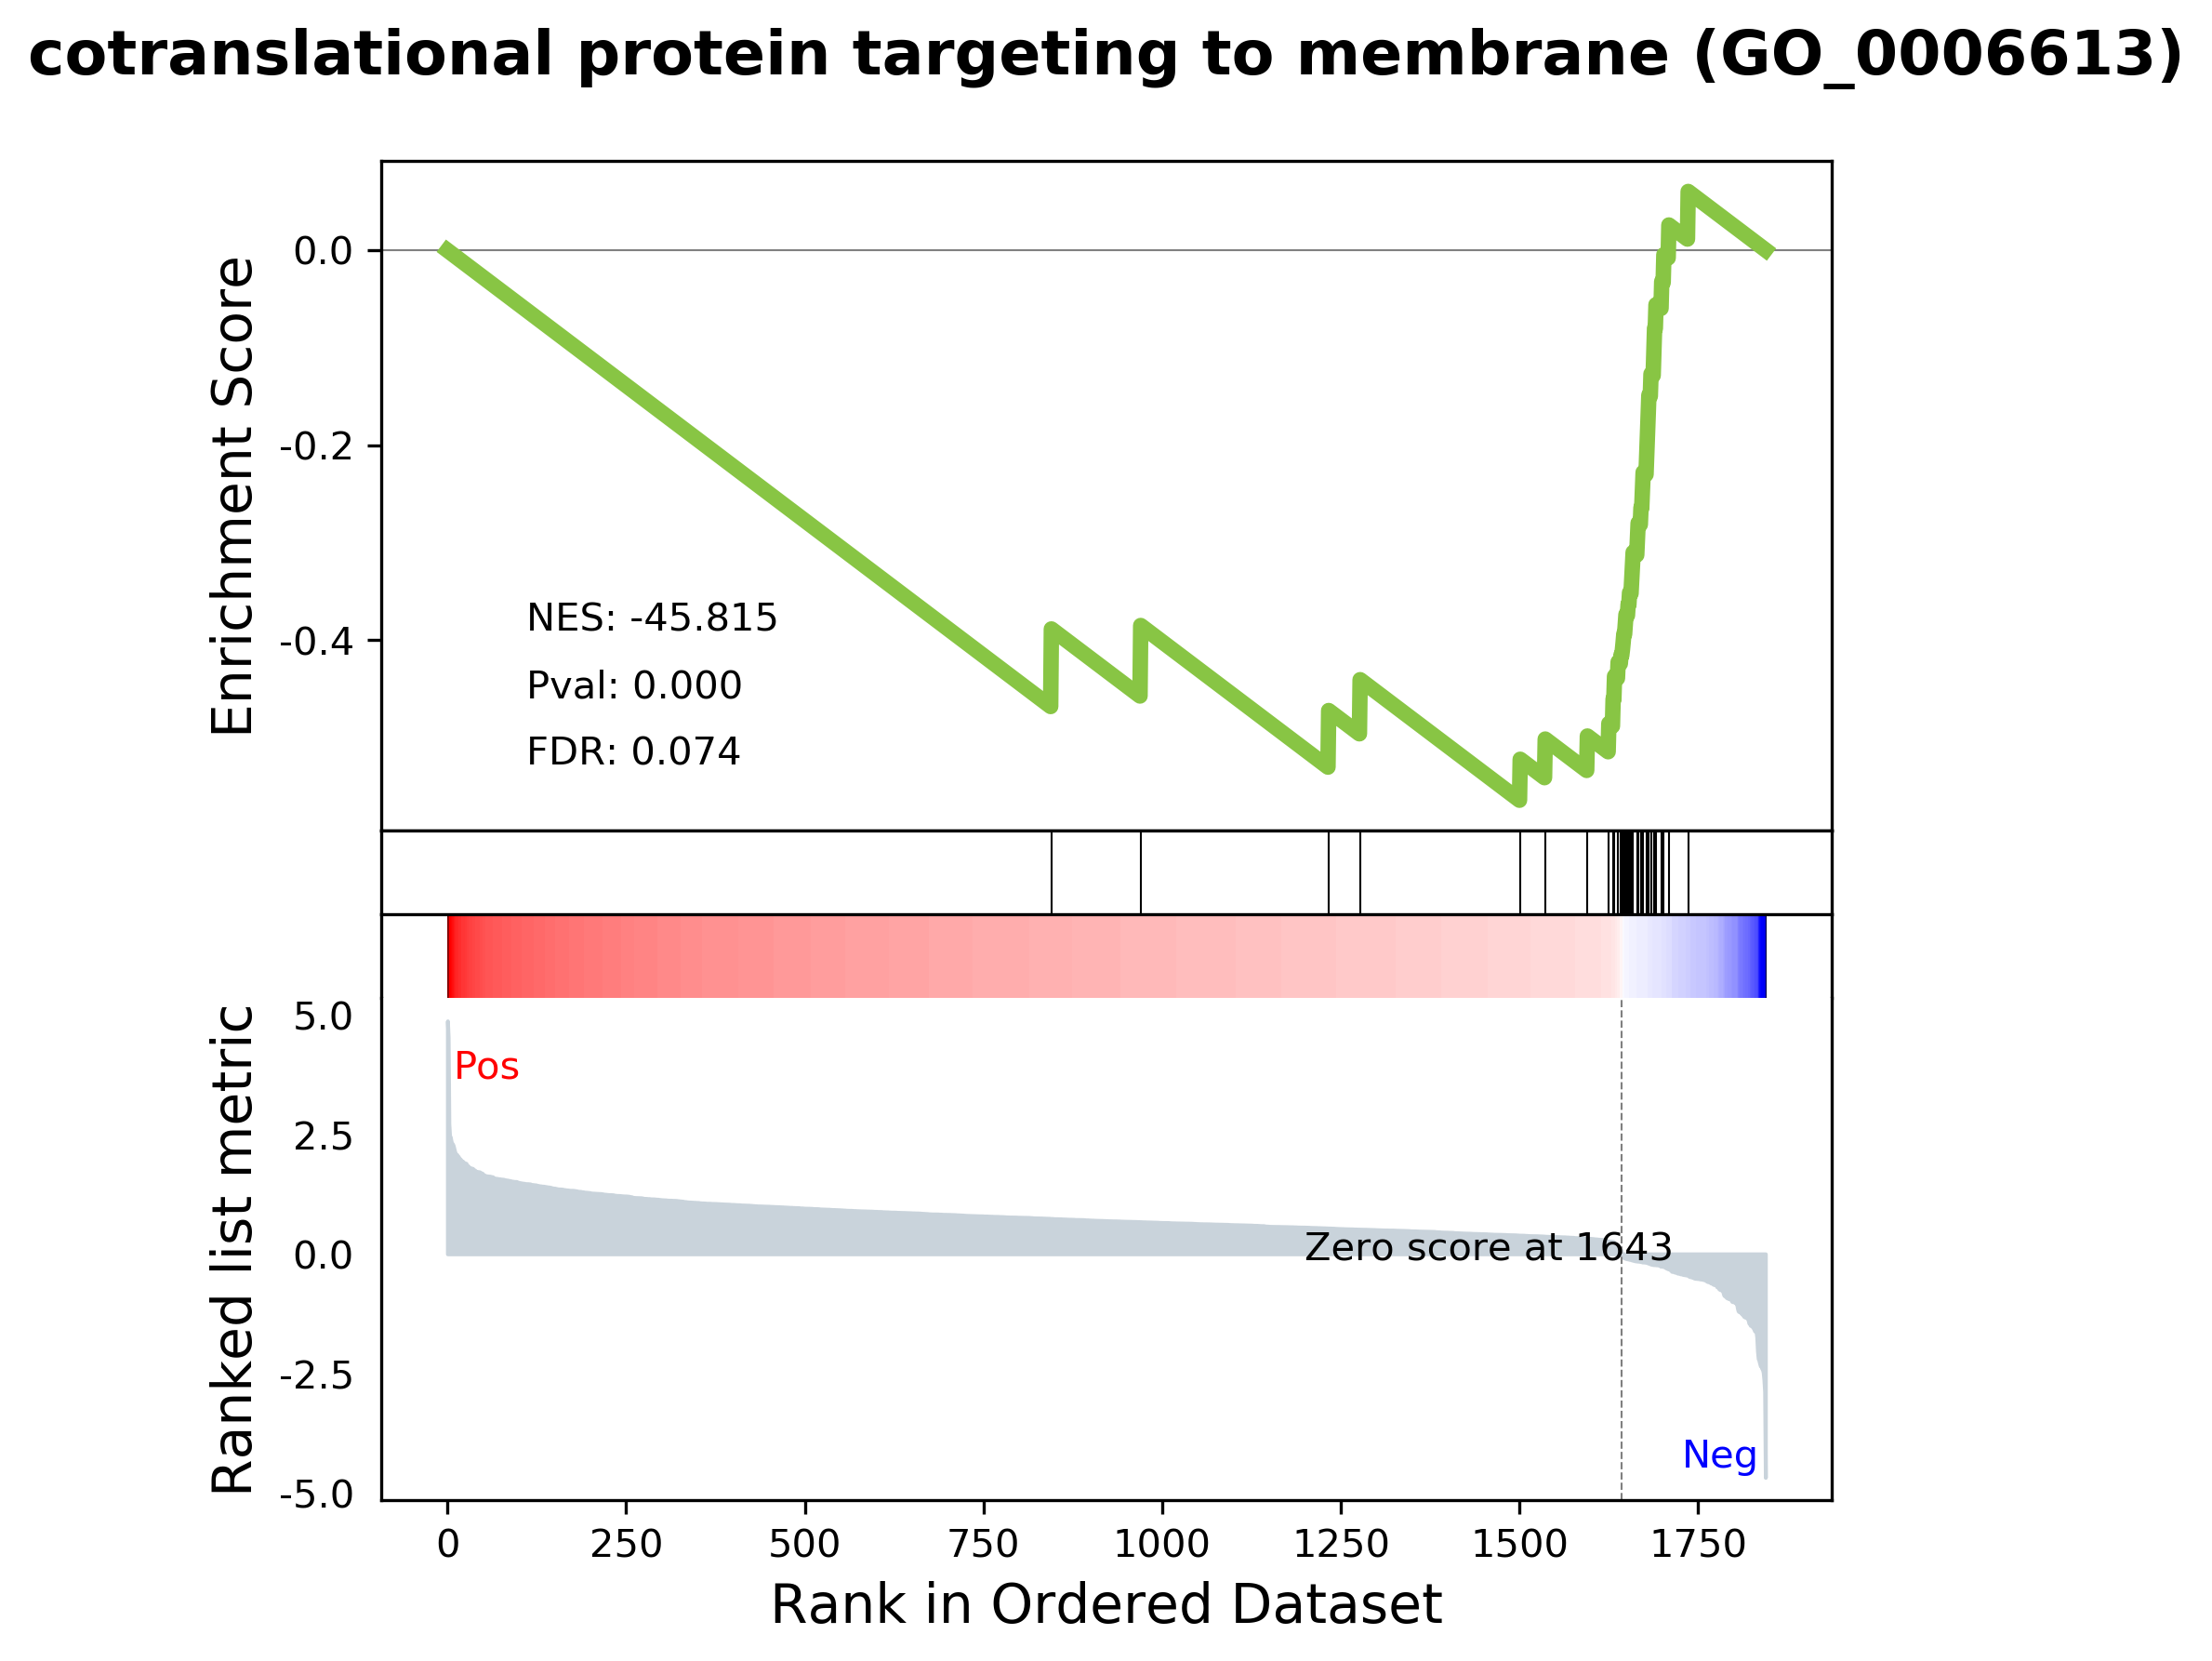 cotranslational protein targeting to membrane (GO_0006613)
Enrichment Score
0.0
-0.2
-0.4
NES: -45.815
Pval: 0.000
FDR: 0.074
Ranked list metric
5.0
2.5
0.0
-2.5
-5.0
Pos
Zero score at 1643
Neg
0 250 500 750 1000 1250 1500 1750
Rank in Ordered Dataset